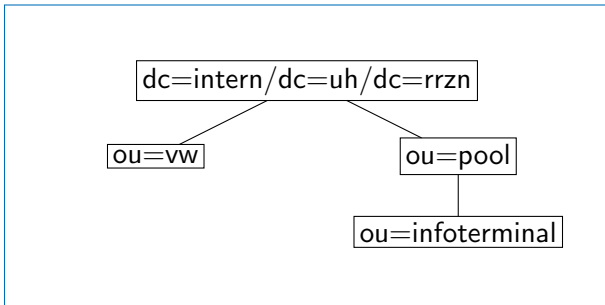 dc=intern/dc=uh/dc=rrzn
ou=vw
ou=pool
ou=infoterminal